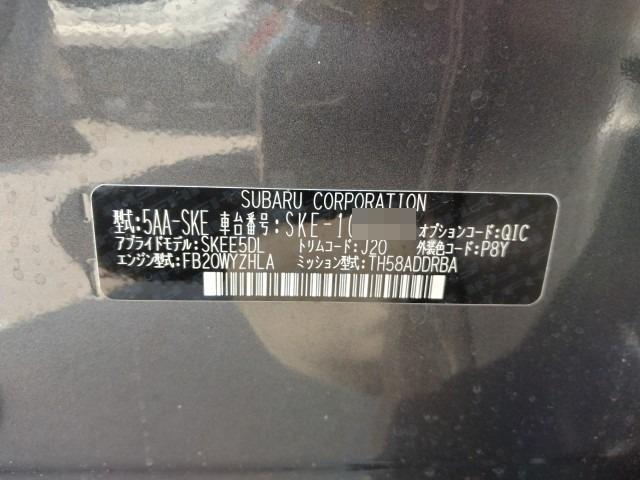 SUBARU CORPORATION
型式:5AA-SKE 車台番号:SKE-1 オプションコード:QIC
アプライドモデル:SKEE5DL トリムコード:J20 外装色コード:P8Y
エンジン型式:FB20WYZHLA ミッション型式:TH58ADDRBA